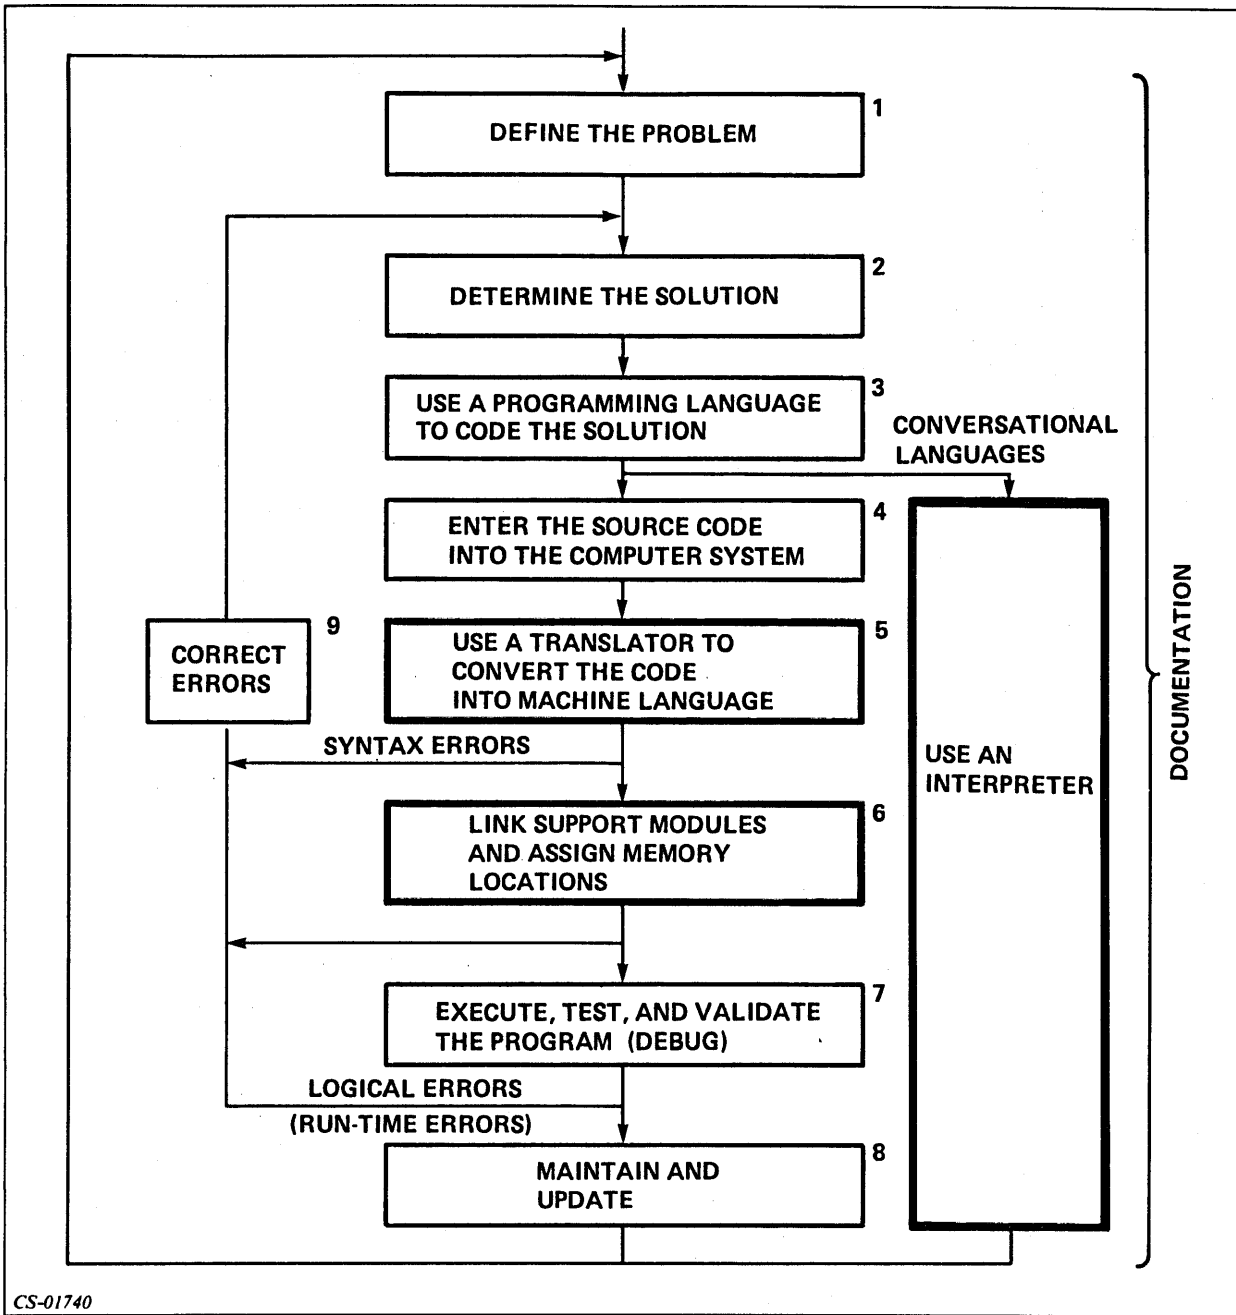 1
DEFINE THE PROBLEM
2
DETERMINE THE SOLUTION
3
USE A PROGRAMMING LANGUAGE
TO CODE THE SOLUTION
CONVERSATIONAL
LANGUAGES
4
ENTER THE SOURCE CODE
INTO THE COMPUTER SYSTEM
9
CORRECT
ERRORS
5
USE A TRANSLATOR TO
CONVERT THE CODE
INTO MACHINE LANGUAGE
SYNTAX ERRORS
USE AN
INTERPRETER
DOCUMENTATION
6
LINK SUPPORT MODULES
AND ASSIGN MEMORY
LOCATIONS
7
EXECUTE, TEST, AND VALIDATE
THE PROGRAM (DEBUG)
LOGICAL ERRORS
(RUN-TIME ERRORS)
8
MAINTAIN AND
UPDATE
CS-01740